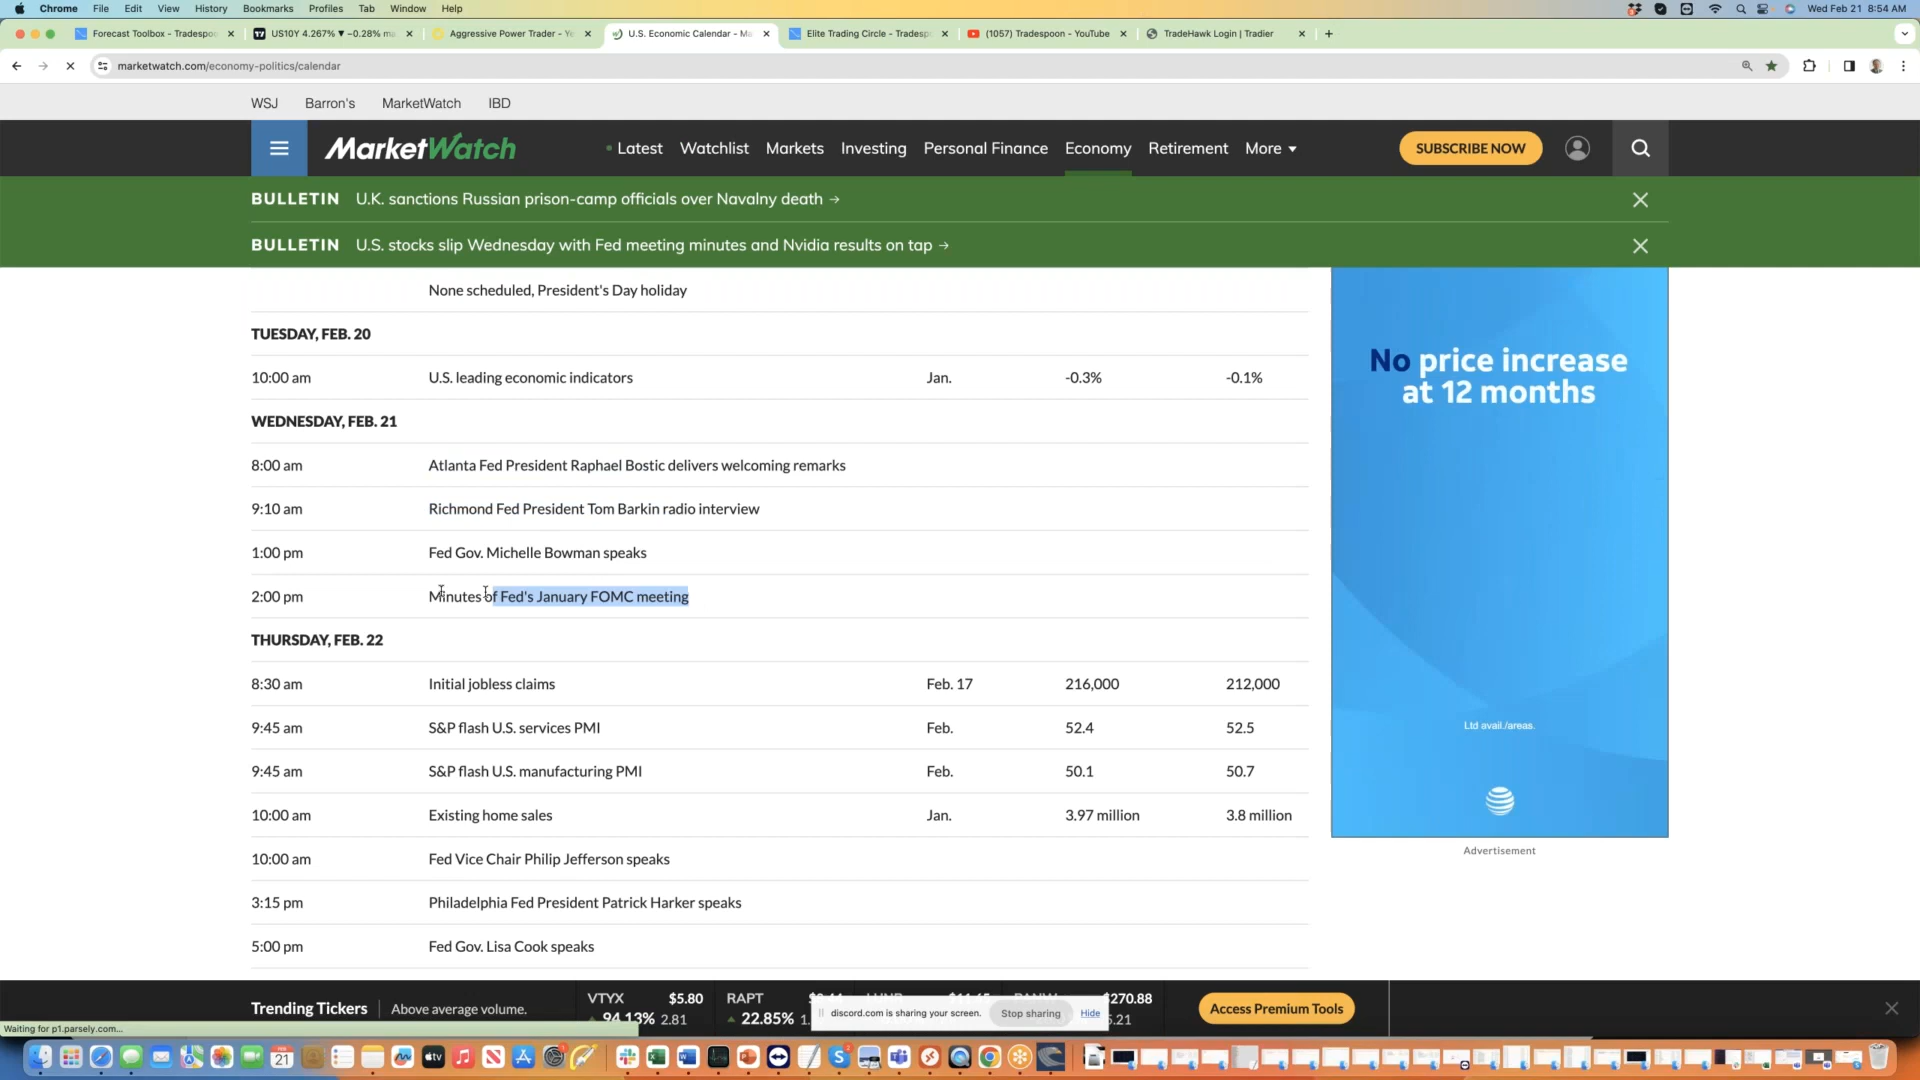 Chrome File Edit View History Bookmarks Profiles Tab Window Help Wed Feb 21 8:54 AM
Forecast Toolbox - Tradespoo US10Y 4.267% ▼ −0.28% Aggressive Power Trader - Y U.S. Economic Calendar - M Elite Trading Circle - Tradesp (1057) Tradespoon - YouTube TradeHawk Login | Tradier
marketwatch.com/economy-politics/calendar
WSJ Barron's MarketWatch IBD
MarketWatch Latest Watchlist Markets Investing Personal Finance Economy Retirement More SUBSCRIBE NOW
BULLETIN U.K. sanctions Russian prison-camp officials over Navalny death →
BULLETIN U.S. stocks slip Wednesday with Fed meeting minutes and Nvidia results on tap →
None scheduled, President's Day holiday
TUESDAY, FEB. 20
10:00 am U.S. leading economic indicators Jan. -0.3% -0.1%
WEDNESDAY, FEB. 21
8:00 am Atlanta Fed President Raphael Bostic delivers welcoming remarks
9:10 am Richmond Fed President Tom Barkin radio interview
1:00 pm Fed Gov. Michelle Bowman speaks
2:00 pm Minutes of Fed's January FOMC meeting
THURSDAY, FEB. 22
8:30 am Initial jobless claims Feb. 17 216,000 212,000
9:45 am S&P flash U.S. services PMI Feb. 52.4 52.5
9:45 am S&P flash U.S. manufacturing PMI Feb. 50.1 50.7
10:00 am Existing home sales Jan. 3.97 million 3.8 million
10:00 am Fed Vice Chair Philip Jefferson speaks
3:15 pm Philadelphia Fed President Patrick Harker speaks
5:00 pm Fed Gov. Lisa Cook speaks
No price increase
at 12 months
Ltd avail./areas.
Advertisement
Trending Tickers Above average volume. VTYX $5.80 RAPT $270.88 Access Premium Tools
94.13% 2.81 22.85%
discord.com is sharing your screen. Stop sharing Hide
Waiting for p1.parsely.com...
FEB
21
tv